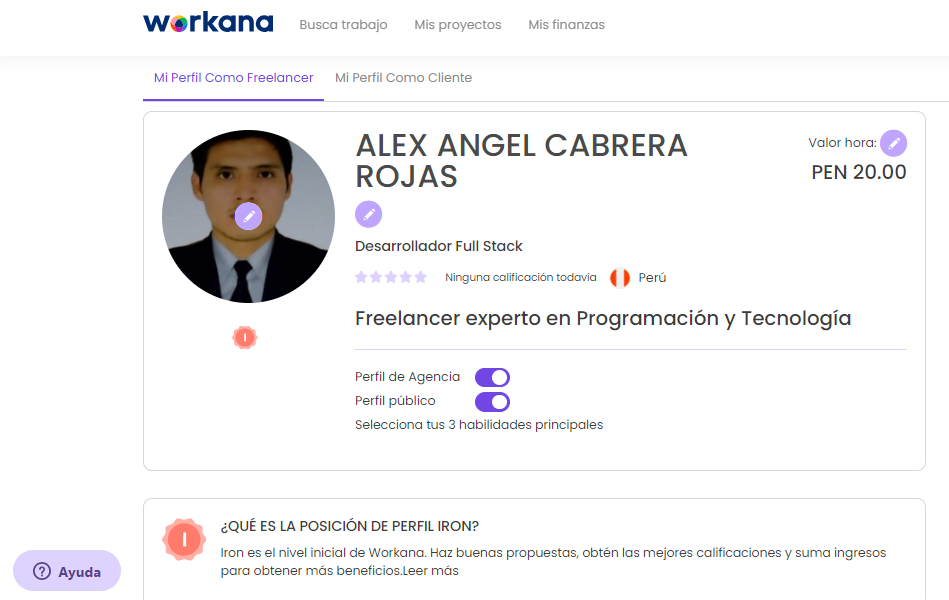 workana
Busca trabajo
Mis proyectos
Mis finanzas
Mi Perfil Como Freelancer
Mi Perfil Como Cliente
ALEX ANGEL CABRERA
ROJAS
Valor hora:
PEN 20.00
Desarrollador Full Stack
Ninguna calificación todavía
Perú
Freelancer experto en Programación y Tecnología
I
Perfil de Agencia
Perfil público
Selecciona tus 3 habilidades principales
I
¿QUÉ ES LA POSICIÓN DE PERFIL IRON?
Iron es el nivel inicial de Workana. Haz buenas propuestas, obtén las mejores calificaciones y suma ingresos
para obtener más beneficios.Leer más
? Ayuda